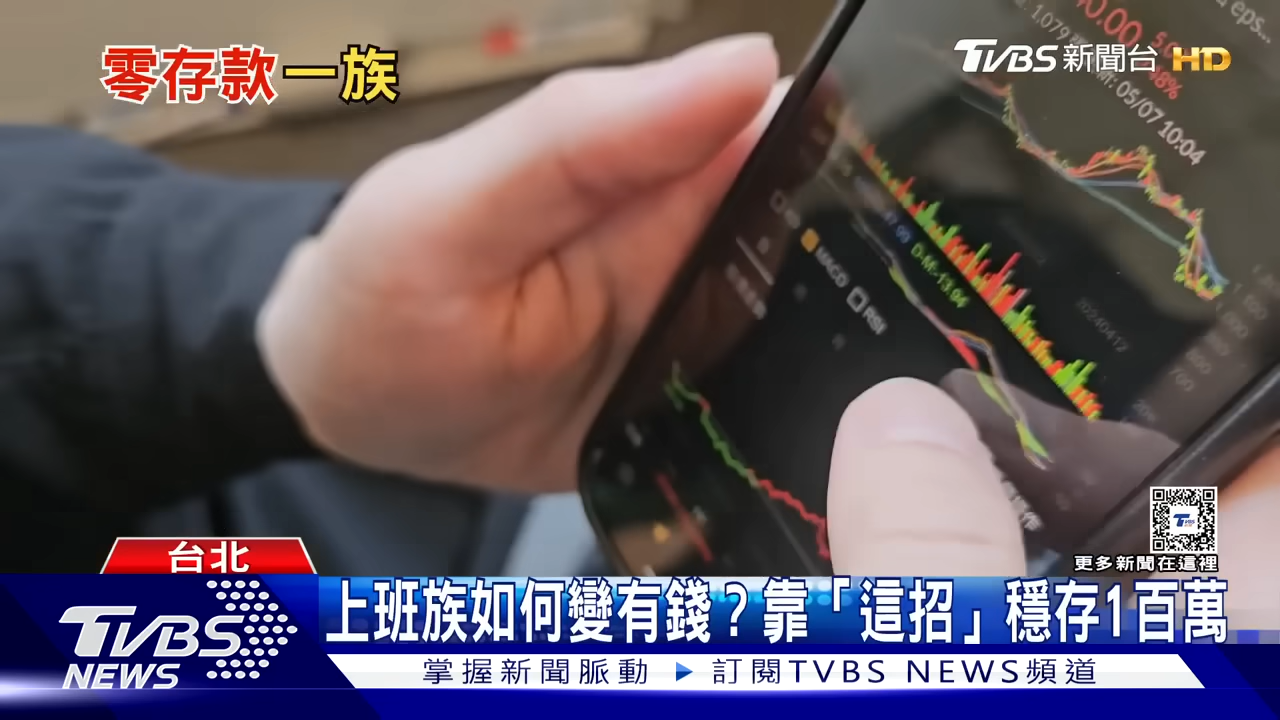 零存款一族
TVBS新聞台 HD
05/07 10:04
D-M:-13.04
MACD
RSI
20240412
台北
更多新聞在這裡
TVBS NEWS
上班族如何變有錢?靠「這招」穩存1百萬
掌握新聞脈動 ▶ 訂閱TVBS NEWS頻道